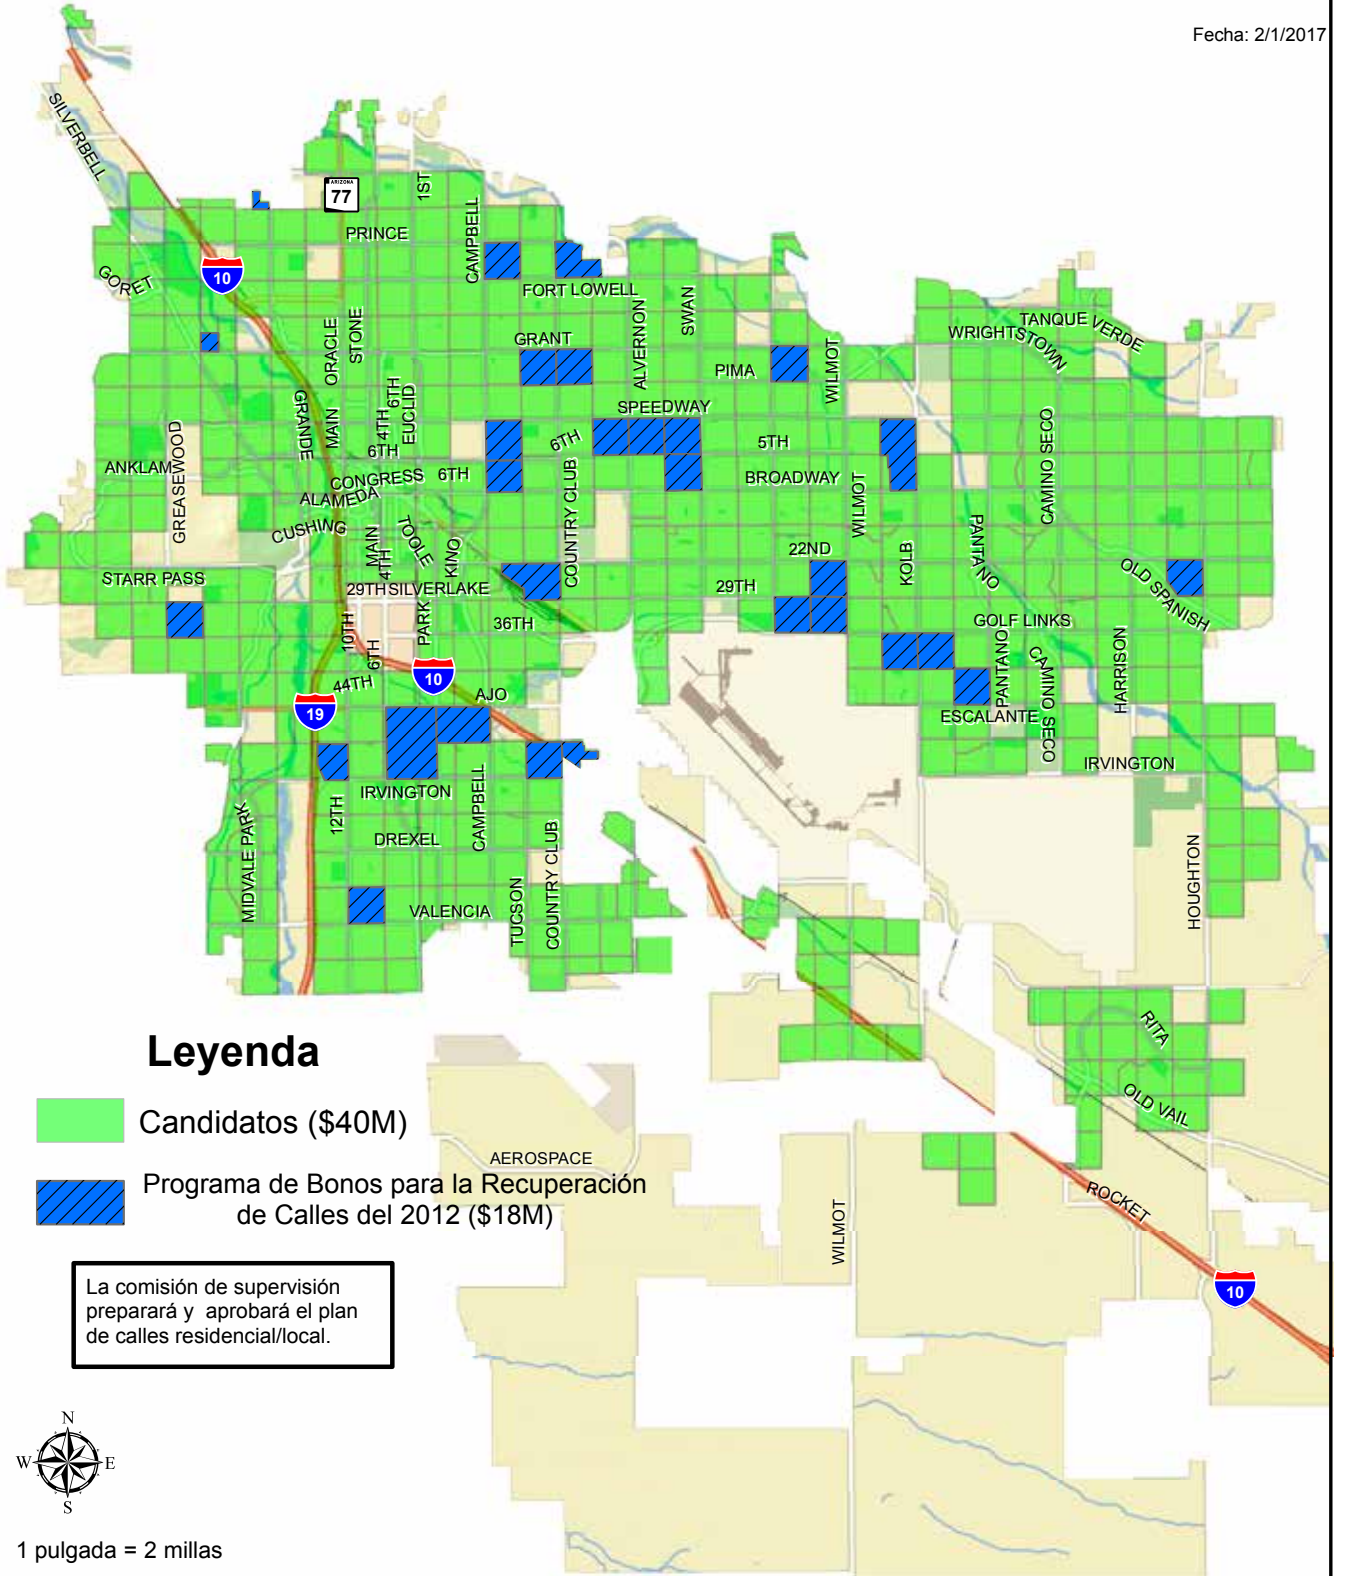 Fecha: 2/1/2017
SILVERBELL
ARIZONA
77
1ST
PRINCE
CAMPBELL
GORET
10
FORT LOWELL
ALVERNON
SWAN
TANQUE VERDE
WRIGHTSTOWN
ORACLE
STONE
GRANT
PIMA
WILMOT
6TH
EUCLID
4TH
SPEEDWAY
GRANDE
MAIN
6TH
6TH
5TH
CAMINO SECO
ANKLAM
GREASEWOOD
CONGRESS
6TH
COUNTRY CLUB
BROADWAY
WILMOT
ALAMEDA
CUSHING
MAIN
4TH
TOOLE
KINO
22ND
KOLB
PANTANO
STARR PASS
29TH
SILVERLAKE
29TH
OLD SPANISH
10TH
6TH
PARK
36TH
GOLF LINKS
PANTANO
CAMINO SECO
HARRISON
44TH
10
AJO
19
ESCALANTE
IRVINGTON
IRVINGTON
12TH
CAMPBELL
MIDVALE PARK
DREXEL
COUNTRY CLUB
HOUGHTON
VALENCIA
TUCSON
RITA
OLD VAIL
Leyenda
Candidatos ($40M)
AEROSPACE
Programa de Bonos para la Recuperación
de Calles del 2012 ($18M)
WILMOT
ROCKET
10
La comisión de supervisión
preparará y aprobará el plan
de calles residencial/local.
N
W
E
S
1 pulgada = 2 millas